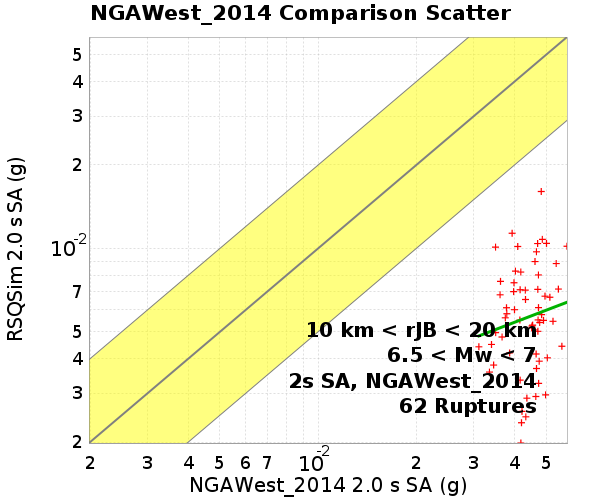 NGAWest_2014 Comparison Scatter
RSQSim 2.0 s SA (g)
5
4
3
2
10-2
7
5
4
3
2
10 km < rJB < 20 km
6.5 < Mw < 7
2s SA, NGAWest_2014
62 Ruptures
2 3 4 5 6 7 10-2 2 3 4 5
NGAWest_2014 2.0 s SA (g)